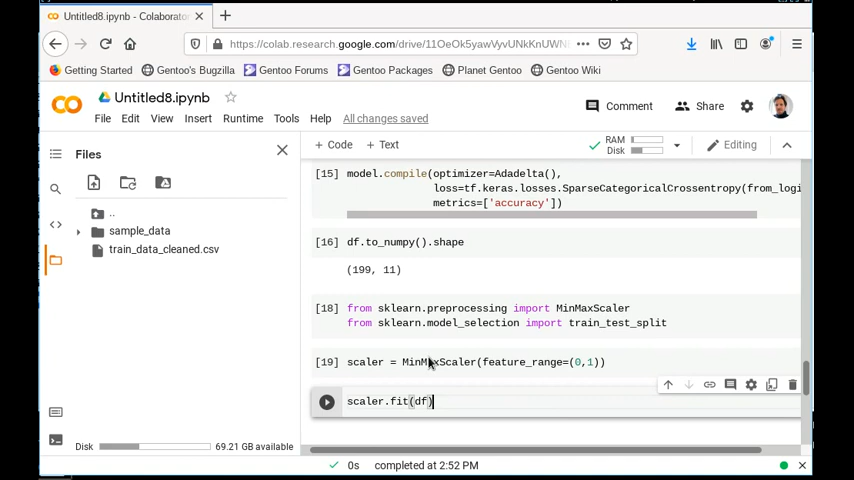 Untitled8.ipynb - Colaborator
https://colab.research.google.com/drive/11OeOk5yawVyvUNkKnUWN
Getting Started
Gentoo's Bugzilla
Gentoo Forums
Gentoo Packages
Planet Gentoo
Gentoo Wiki
Untitled8.ipynb
Comment
Share
File Edit View Insert Runtime Tools Help All changes saved
+ Code + Text
RAM
Disk
Editing
Files
..
sample_data
train_data_cleaned.csv
Disk
69.21 GB available
[15] model.compile(optimizer=Adadelta(),
loss=tf.keras.losses.SparseCategoricalCrossentropy(from_logi
metrics=['accuracy'])
[16] df.to_numpy().shape
(199, 11)
[18] from sklearn.preprocessing import MinMaxScaler
from sklearn.model_selection import train_test_split
[19] scaler = MinMaxScaler(feature_range=(0,1))
scaler.fit(df)
0s completed at 2:52 PM